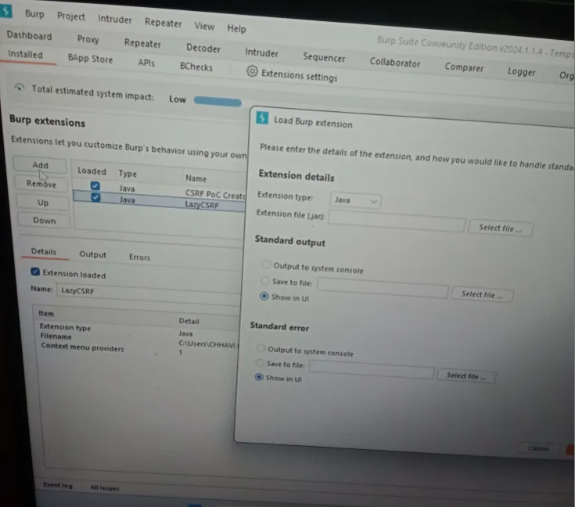 Burp Project Intruder Repeater View Help
Burp Suite Community Edition v2024.1.1.4 - Temp
Dashboard Proxy Repeater Decoder Intruder Sequencer Collaborator Comparer Logger Org
Installed BApp Store APIs BChecks Extensions settings
Total estimated system impact: Low
Burp extensions
Extensions let you customize Burp's behavior using your own
Add
Remove
Up
Down
Loaded Type Name
Java CSRF PoC Creato
Java LazyCSRF
Details Output Errors
Extension loaded
Name: LazyCSRF
Item Detail
Extension type Java
Filename C:\Users\CHHAVI
Context menu providers 1
Event log All issues
Load Burp extension
Please enter the details of the extension, and how you would like to handle standa
Extension details
Extension type: Java
Extension file (.jar): Select file ...
Standard output
Output to system console
Save to file: Select file ...
Show in UI
Standard error
Output to system console
Save to file: Select file ...
Show in UI
Cancel